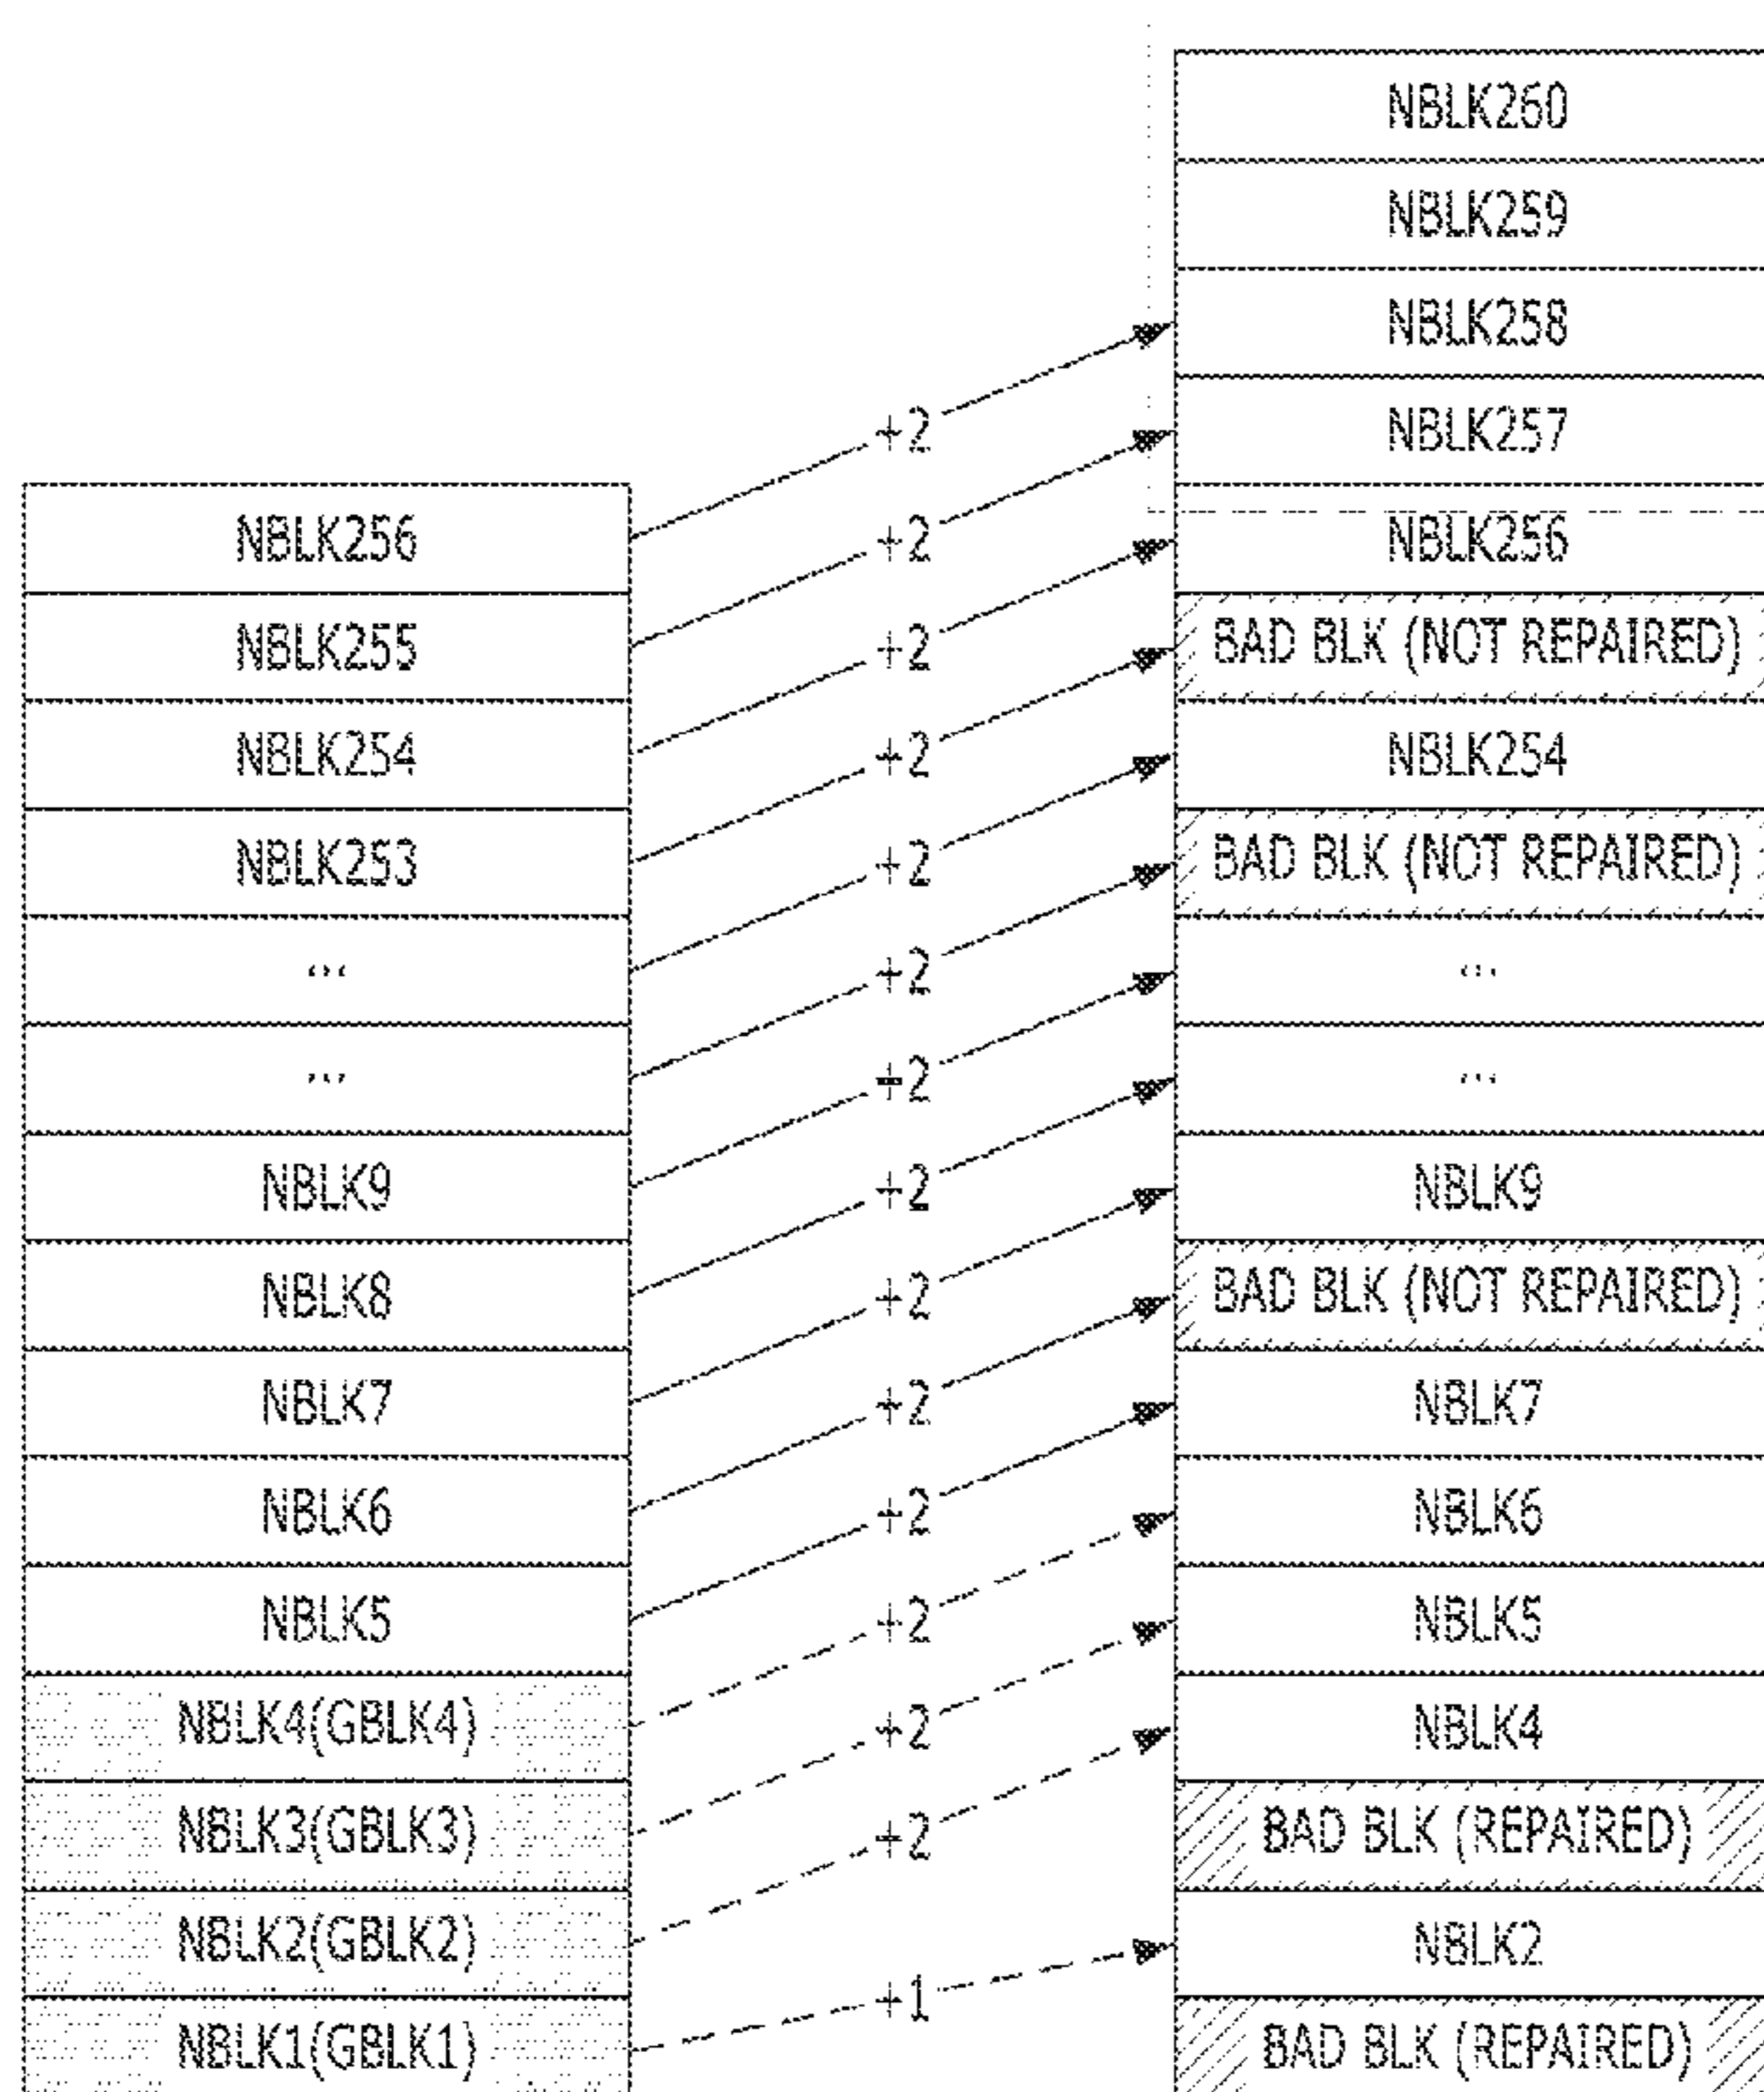 NBLK260
NBLK259
NBLK258
NBLK257
NBLK256
BAD BLK (NOT REPAIRED)
NBLK254
BAD BLK (NOT REPAIRED)
...
...
NBLK9
BAD BLK (NOT REPAIRED)
NBLK7
NBLK6
NBLK5
NBLK4
BAD BLK (REPAIRED)
NBLK2
BAD BLK (REPAIRED)
+2
+2
+2
+2
+2
+2
+2
+2
+2
+2
+2
+2
+2
+2
+1
NBLK256
NBLK255
NBLK254
NBLK253
...
...
NBLK9
NBLK8
NBLK7
NBLK6
NBLK5
NBLK4(GBLK4)
NBLK3(GBLK3)
NBLK2(GBLK2)
NBLK1(GBLK1)